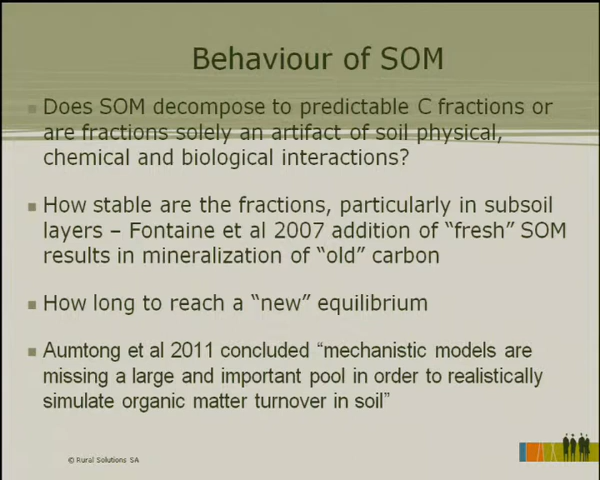 Behaviour of SOM
Does SOM decompose to predictable C fractions or
are fractions solely an artifact of soil physical,
chemical and biological interactions?
How stable are the fractions, particularly in subsoil
layers – Fontaine et al 2007 addition of “fresh” SOM
results in mineralization of “old” carbon
How long to reach a “new” equilibrium
Aumtong et al 2011 concluded “mechanistic models are
missing a large and important pool in order to realistically
simulate organic matter turnover in soil”
© Rural Solutions SA